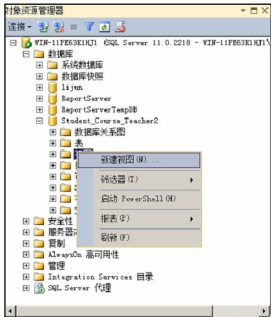 对象资源管理器
连接
WIN-11PE63K1HJ1 (SQL Server 11.0.2218 - WIN-11PE63K1HJ1\
数据库
系统数据库
数据库快照
lijun
ReportServer
ReportServerTempDB
Student_Course_Teacher2
数据库关系图
表
新建视图(N)...
筛选器(T)
启动 PowerShell(H)
报表(P)
刷新(F)
安全性
服务器
复制
AlwaysOn 高可用性
管理
Integration Services 目录
SQL Server 代理